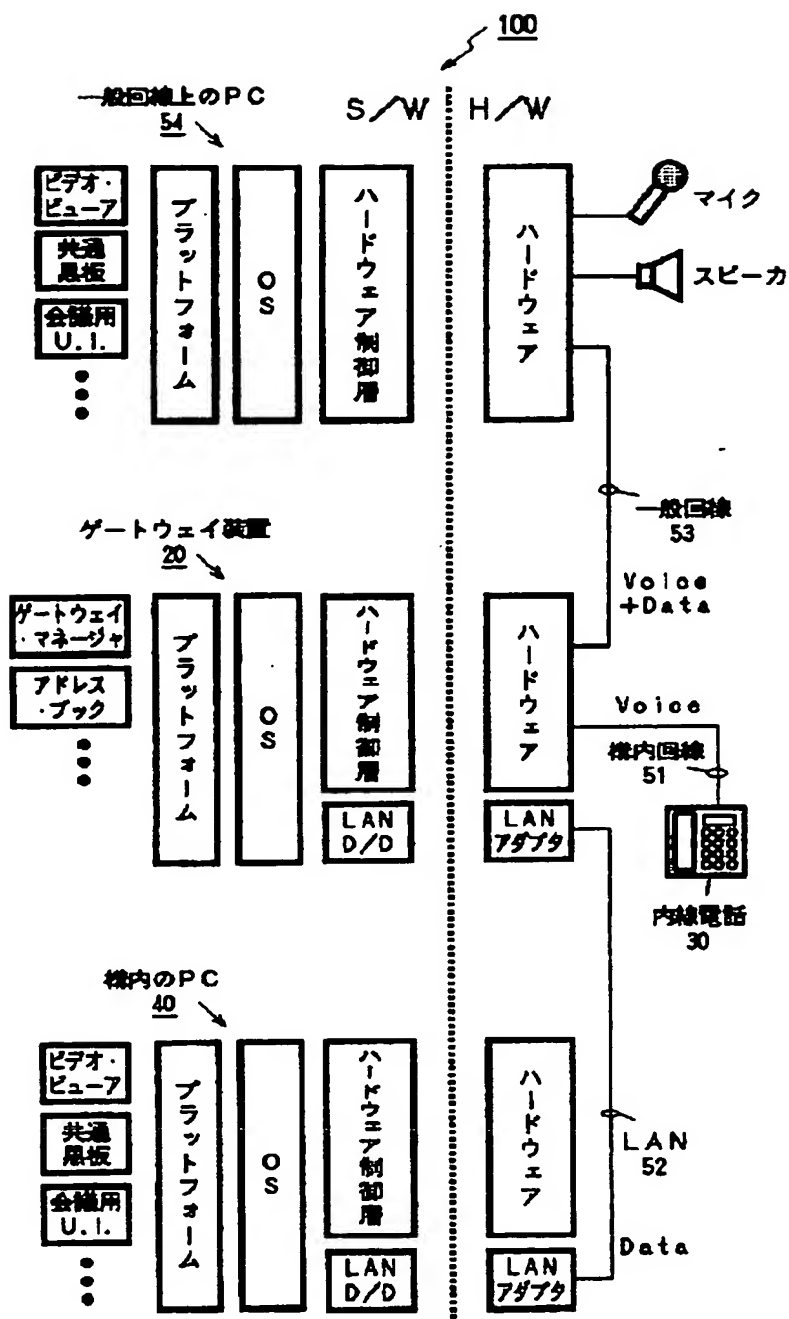 100
一般回線上のPC
54
S/W
H/W
ビデオ・
ビューア
共通
黒板
会議用
U.I.
プラットフォーム
OS
ハードウェア制御層
ハードウェア
マイク
スピーカ
一般回線
53
Voice
+Data
ゲートウェイ装置
20
ゲートウェイ
・マネージャ
アドレス
・ブック
プラットフォーム
OS
ハードウェア制御層
LAN
D/D
ハードウェア
LAN
アダプタ
Voice
構内回線
51
内線電話
30
構内のPC
40
ビデオ・
ビューア
共通
黒板
会議用
U.I.
プラットフォーム
OS
ハードウェア制御層
LAN
D/D
ハードウェア
LAN
アダプタ
LAN
52
Data